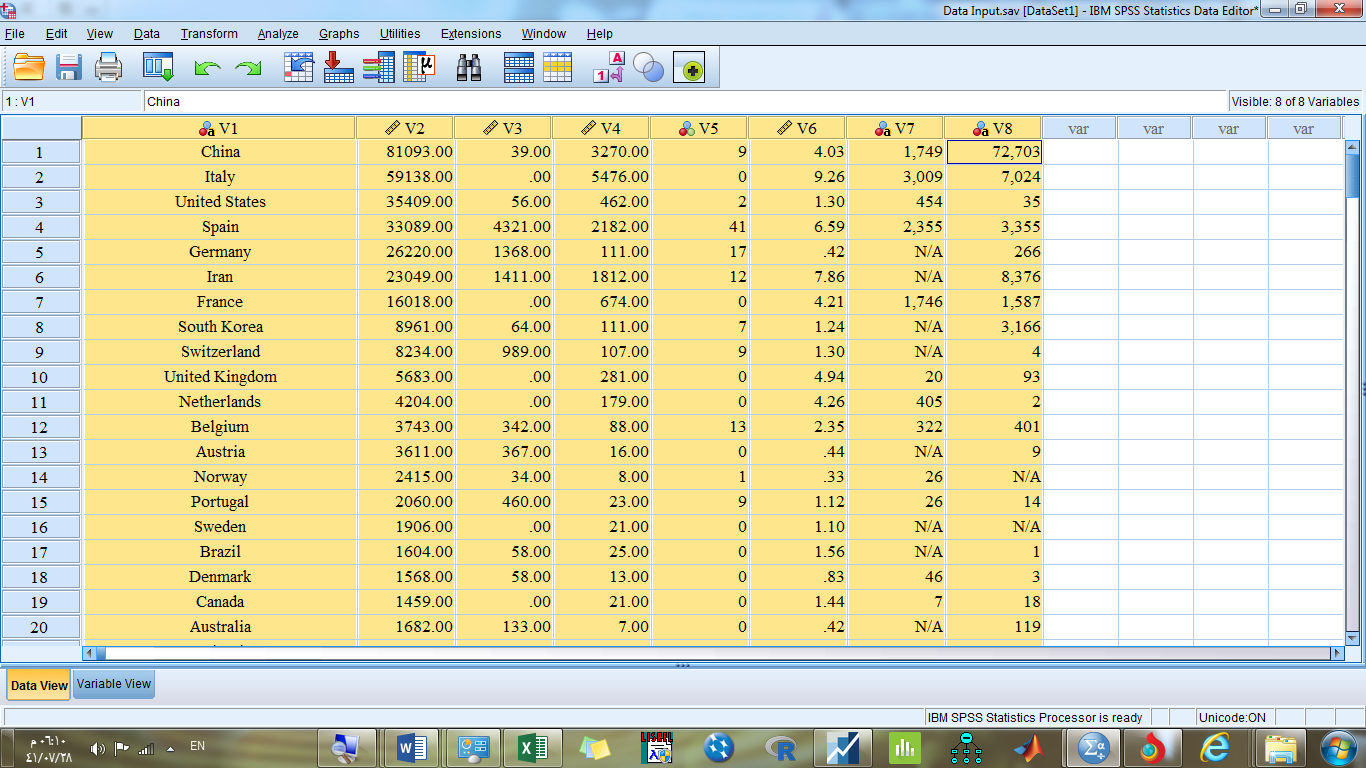 Data Input.sav [DataSet1] - IBM SPSS Statistics Data Editor*
File Edit View Data Transform Analyze Graphs Utilities Extensions Window Help
1 : V1 China Visible: 8 of 8 Variables
V1 V2 V3 V4 V5 V6 V7 V8 var var var var
1 China 81093.00 39.00 3270.00 9 4.03 1,749 72,703
2 Italy 59138.00 .00 5476.00 0 9.26 3,009 7,024
3 United States 35409.00 56.00 462.00 2 1.30 454 35
4 Spain 33089.00 4321.00 2182.00 41 6.59 2,355 3,355
5 Germany 26220.00 1368.00 111.00 17 .42 N/A 266
6 Iran 23049.00 1411.00 1812.00 12 7.86 N/A 8,376
7 France 16018.00 .00 674.00 0 4.21 1,746 1,587
8 South Korea 8961.00 64.00 111.00 7 1.24 N/A 3,166
9 Switzerland 8234.00 989.00 107.00 9 1.30 N/A 4
10 United Kingdom 5683.00 .00 281.00 0 4.94 20 93
11 Netherlands 4204.00 .00 179.00 0 4.26 405 2
12 Belgium 3743.00 342.00 88.00 13 2.35 322 401
13 Austria 3611.00 367.00 16.00 0 .44 N/A 9
14 Norway 2415.00 34.00 8.00 1 .33 26 N/A
15 Portugal 2060.00 460.00 23.00 9 1.12 26 14
16 Sweden 1906.00 .00 21.00 0 1.10 N/A N/A
17 Brazil 1604.00 58.00 25.00 0 1.56 N/A 1
18 Denmark 1568.00 58.00 13.00 0 .83 46 3
19 Canada 1459.00 .00 21.00 0 1.44 7 18
20 Australia 1682.00 133.00 7.00 0 .42 N/A 119
Data View Variable View
IBM SPSS Statistics Processor is ready Unicode:ON
٠٦:١٠ م
٤١/٠٧/٢٨
EN
LISREL